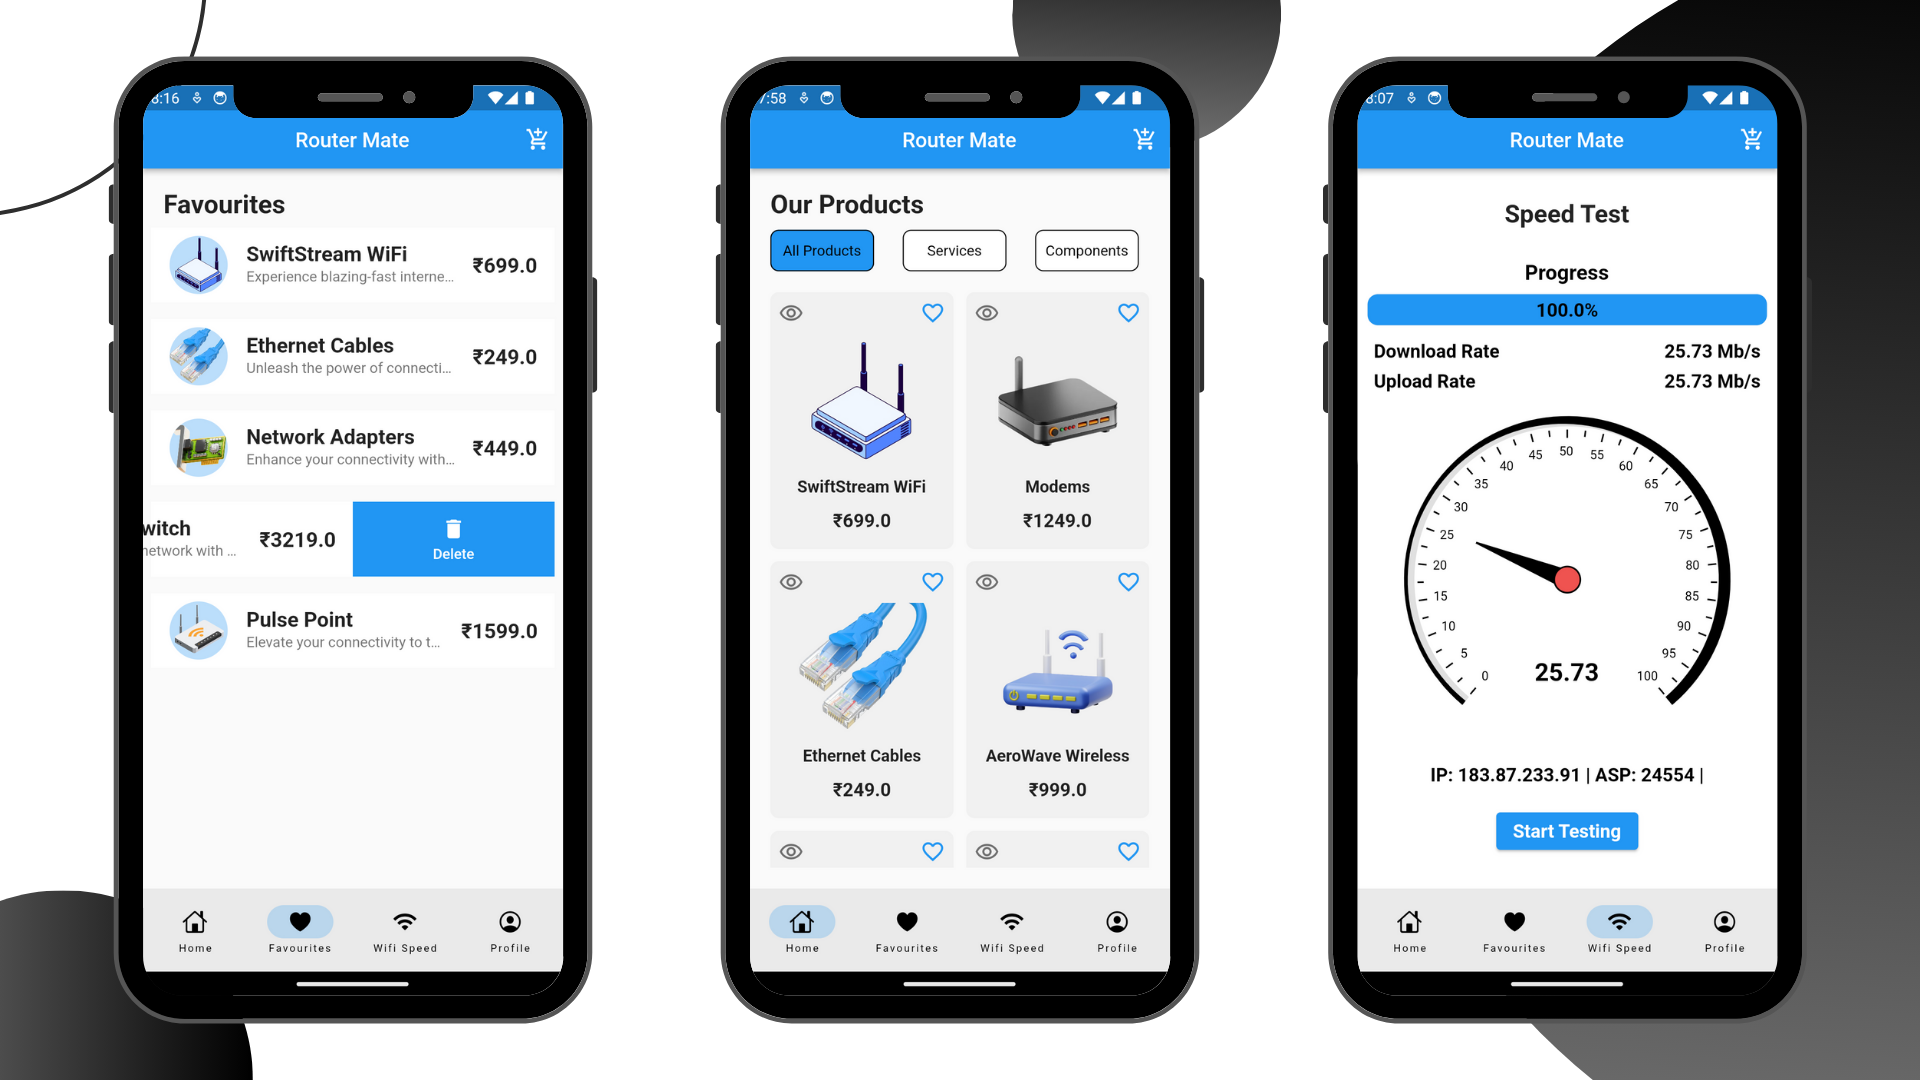 8:16
Router Mate
Favourites
SwiftStream WiFi
Experience blazing-fast interne...
₹699.0
Ethernet Cables
Unleash the power of connecti...
₹249.0
Network Adapters
Enhance your connectivity with...
₹449.0
witch
network with ...
₹3219.0
Delete
Pulse Point
Elevate your connectivity to t...
₹1599.0
Home
Favourites
Wifi Speed
Profile
7:58
Router Mate
Our Products
All Products
Services
Components
SwiftStream WiFi
₹699.0
Modems
₹1249.0
Ethernet Cables
₹249.0
AeroWave Wireless
₹999.0
Home
Favourites
Wifi Speed
Profile
8:07
Router Mate
Speed Test
Progress
100.0%
Download Rate 25.73 Mb/s
Upload Rate 25.73 Mb/s
0
5
10
15
20
25
30
35
40
45
50
55
60
65
70
75
80
85
90
95
100
25.73
IP: 183.87.233.91 | ASP: 24554 |
Start Testing
Home
Favourites
Wifi Speed
Profile